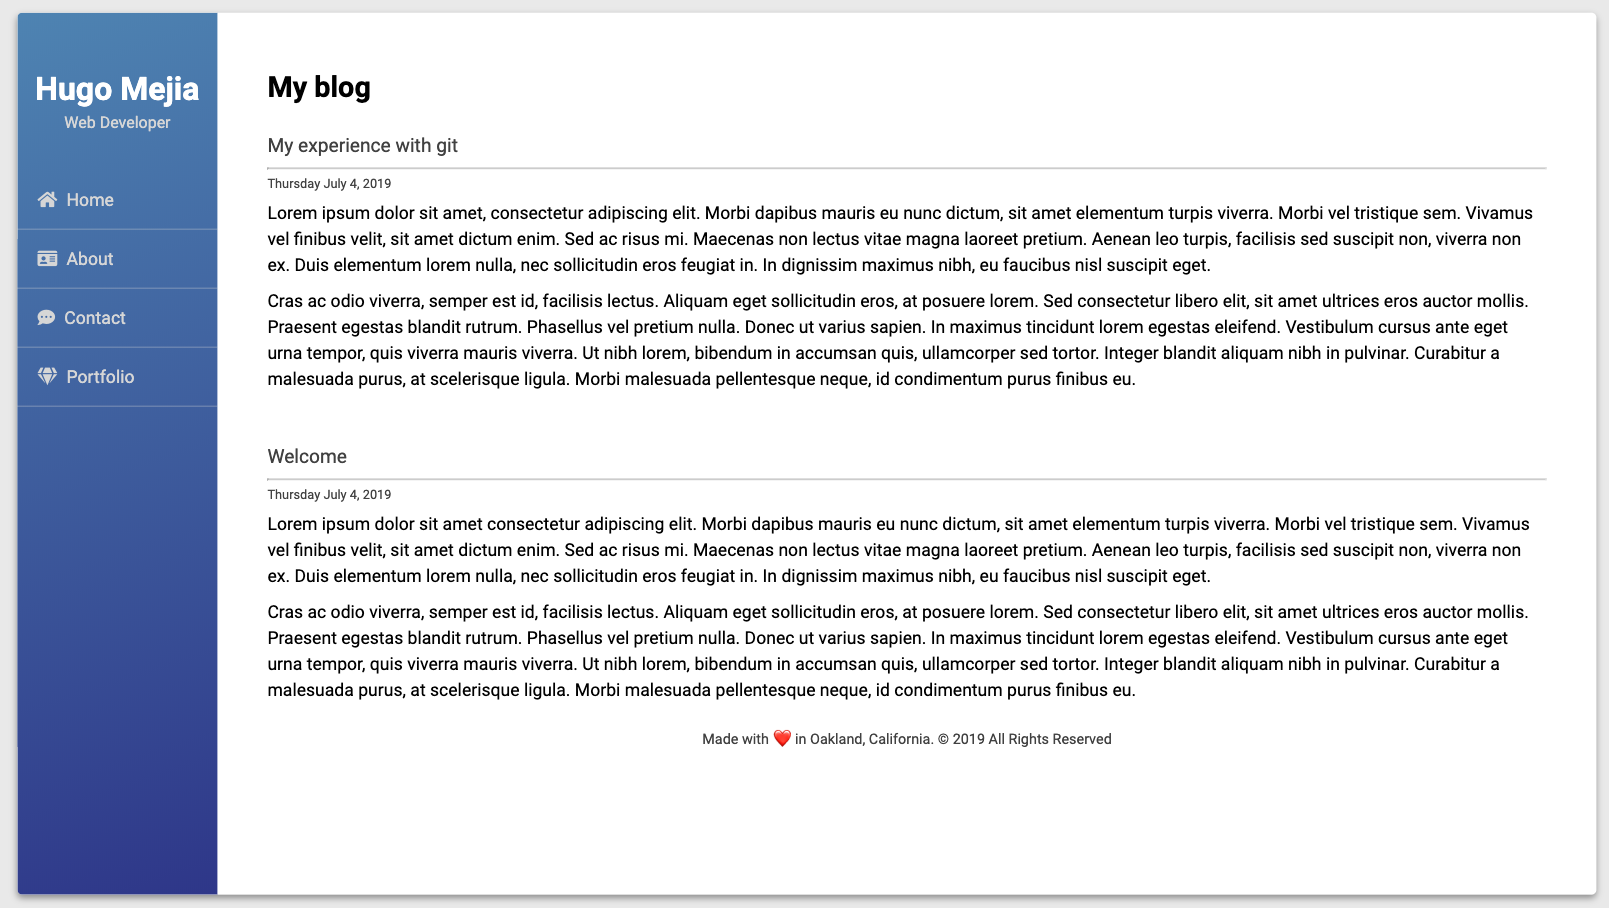 Hugo Mejia
Web Developer
Home
About
Contact
Portfolio
My blog
My experience with git
Thursday July 4, 2019
Lorem ipsum dolor sit amet, consectetur adipiscing elit. Morbi dapibus mauris eu nunc dictum, sit amet elementum turpis viverra. Morbi vel tristique sem. Vivamus
vel finibus velit, sit amet dictum enim. Sed ac risus mi. Maecenas non lectus vitae magna laoreet pretium. Aenean leo turpis, facilisis sed suscipit non, viverra non
ex. Duis elementum lorem nulla, nec sollicitudin eros feugiat in. In dignissim maximus nibh, eu faucibus nisl suscipit eget.
Cras ac odio viverra, semper est id, facilisis lectus. Aliquam eget sollicitudin eros, at posuere lorem. Sed consectetur libero elit, sit amet ultrices eros auctor mollis.
Praesent egestas blandit rutrum. Phasellus vel pretium nulla. Donec ut varius sapien. In maximus tincidunt lorem egestas eleifend. Vestibulum cursus ante eget
urna tempor, quis viverra mauris viverra. Ut nibh lorem, bibendum in accumsan quis, ullamcorper sed tortor. Integer blandit aliquam nibh in pulvinar. Curabitur a
malesuada purus, at scelerisque ligula. Morbi malesuada pellentesque neque, id condimentum purus finibus eu.
Welcome
Thursday July 4, 2019
Lorem ipsum dolor sit amet consectetur adipiscing elit. Morbi dapibus mauris eu nunc dictum, sit amet elementum turpis viverra. Morbi vel tristique sem. Vivamus
vel finibus velit, sit amet dictum enim. Sed ac risus mi. Maecenas non lectus vitae magna laoreet pretium. Aenean leo turpis, facilisis sed suscipit non, viverra non
ex. Duis elementum lorem nulla, nec sollicitudin eros feugiat in. In dignissim maximus nibh, eu faucibus nisl suscipit eget.
Cras ac odio viverra, semper est id, facilisis lectus. Aliquam eget sollicitudin eros, at posuere lorem. Sed consectetur libero elit, sit amet ultrices eros auctor mollis.
Praesent egestas blandit rutrum. Phasellus vel pretium nulla. Donec ut varius sapien. In maximus tincidunt lorem egestas eleifend. Vestibulum cursus ante eget
urna tempor, quis viverra mauris viverra. Ut nibh lorem, bibendum in accumsan quis, ullamcorper sed tortor. Integer blandit aliquam nibh in pulvinar. Curabitur a
malesuada purus, at scelerisque ligula. Morbi malesuada pellentesque neque, id condimentum purus finibus eu.
Made with ❤️ in Oakland, California. © 2019 All Rights Reserved